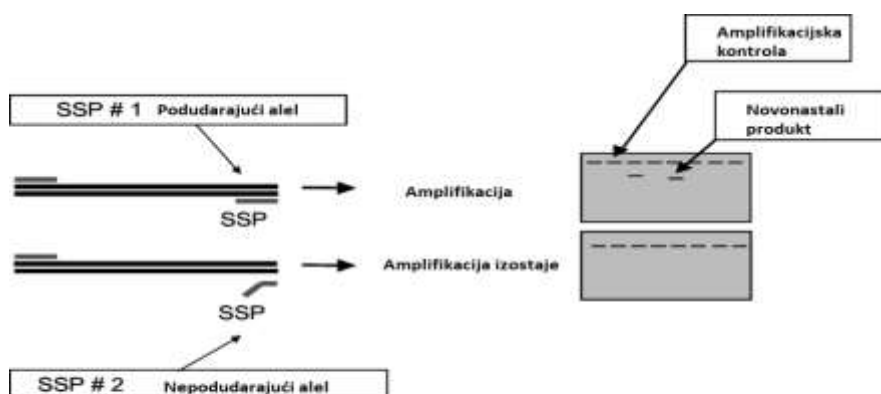 Amplifikacijska
kontrola
SSP # 1 Podudarajući alel
Novonastali
produkt
SSP
Amplifikacija
Amplifikacija izostaje
SSP
SSP # 2 Nepodudarajući alel